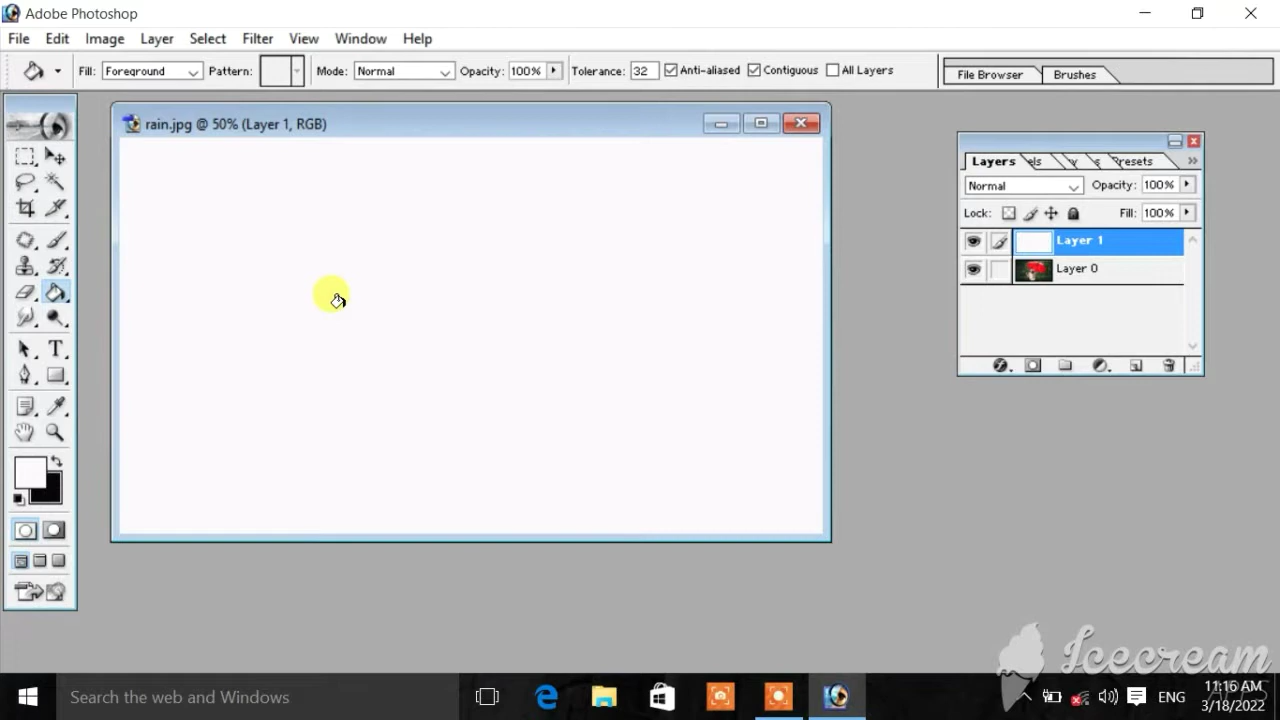 Adobe Photoshop
File Edit Image Layer Select Filter View Window Help
Fill: Foreground Pattern: Mode: Normal Opacity: 100% Tolerance: 32 Anti-aliased Contiguous All Layers File Browser Brushes
rain.jpg @ 50% (Layer 1, RGB)
Layers els y s Presets
Normal Opacity: 100%
Lock: Fill: 100%
Layer 1
Layer 0
T
Icecream
APPS
Search the web and Windows
ENG
11:16 AM
3/18/2022